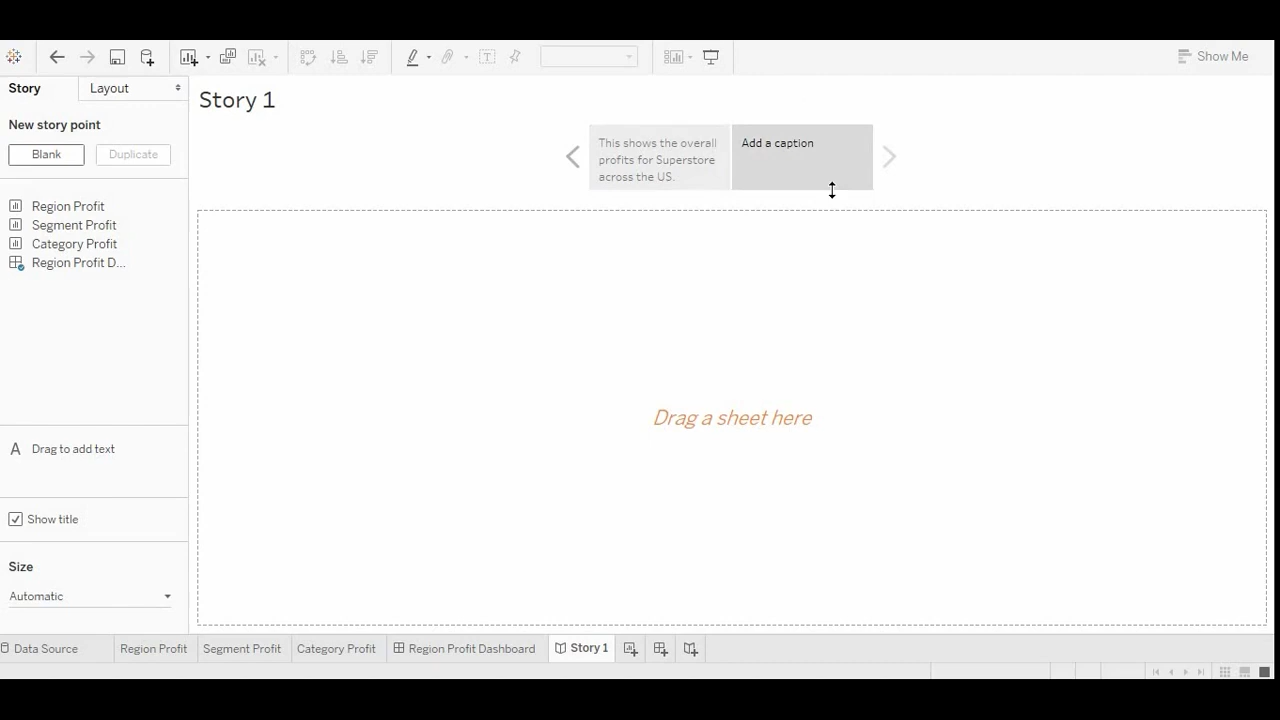 Show Me
Story
Layout
New story point
Blank
Duplicate
Region Profit
Segment Profit
Category Profit
Region Profit D...
A Drag to add text
Show title
Size
Automatic
Story 1
This shows the overall
profits for Superstore
across the US.
Add a caption
Drag a sheet here
Data Source
Region Profit
Segment Profit
Category Profit
Region Profit Dashboard
Story 1